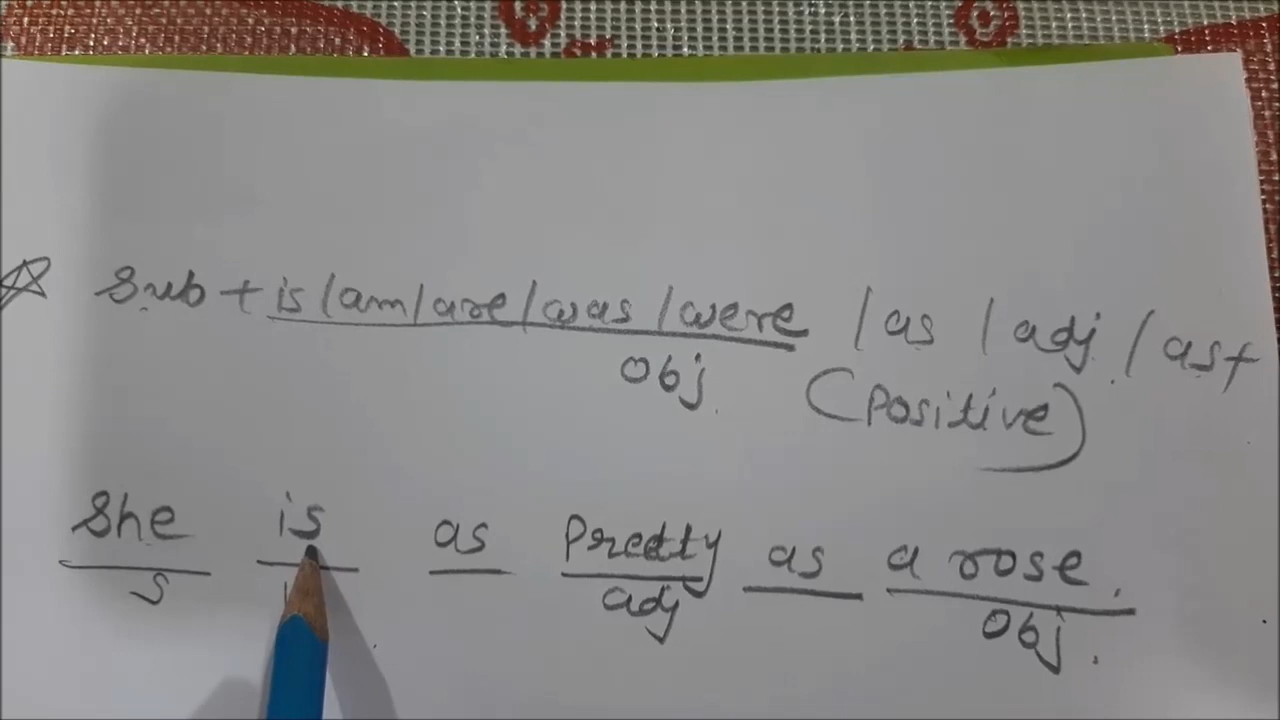 Sub + is / am / are / was / were / as / adj / as +
obj. (Positive)
She is as Pretty as a rose.
S adj obj.